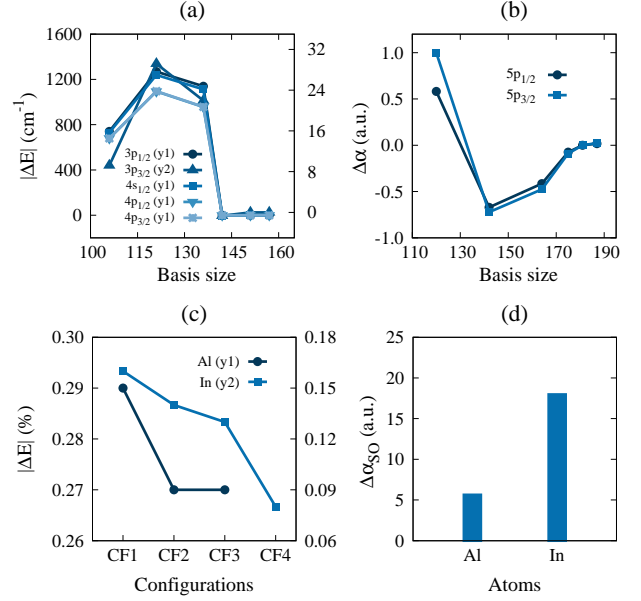 (a)
1600
1200
800
400
0
|ΔE| (cm⁻¹)
32
24
16
8
0
3p1/2 (y1)
3p3/2 (y2)
4s1/2 (y1)
4p1/2 (y1)
4p3/2 (y1)
100 115 130 145 160
Basis size
(b)
1.0
0.5
0.0
-0.5
-1.0
Δα (a.u.)
5p1/2
5p3/2
110 130 150 170 190
Basis size
(c)
0.30
0.29
0.28
0.27
0.26
|ΔE| (%)
0.18
0.15
0.12
0.09
0.06
Al (y1)
In (y2)
CF1 CF2 CF3 CF4
Configurations
(d)
25
20
15
10
5
0
ΔαSO (a.u.)
Al In
Atoms